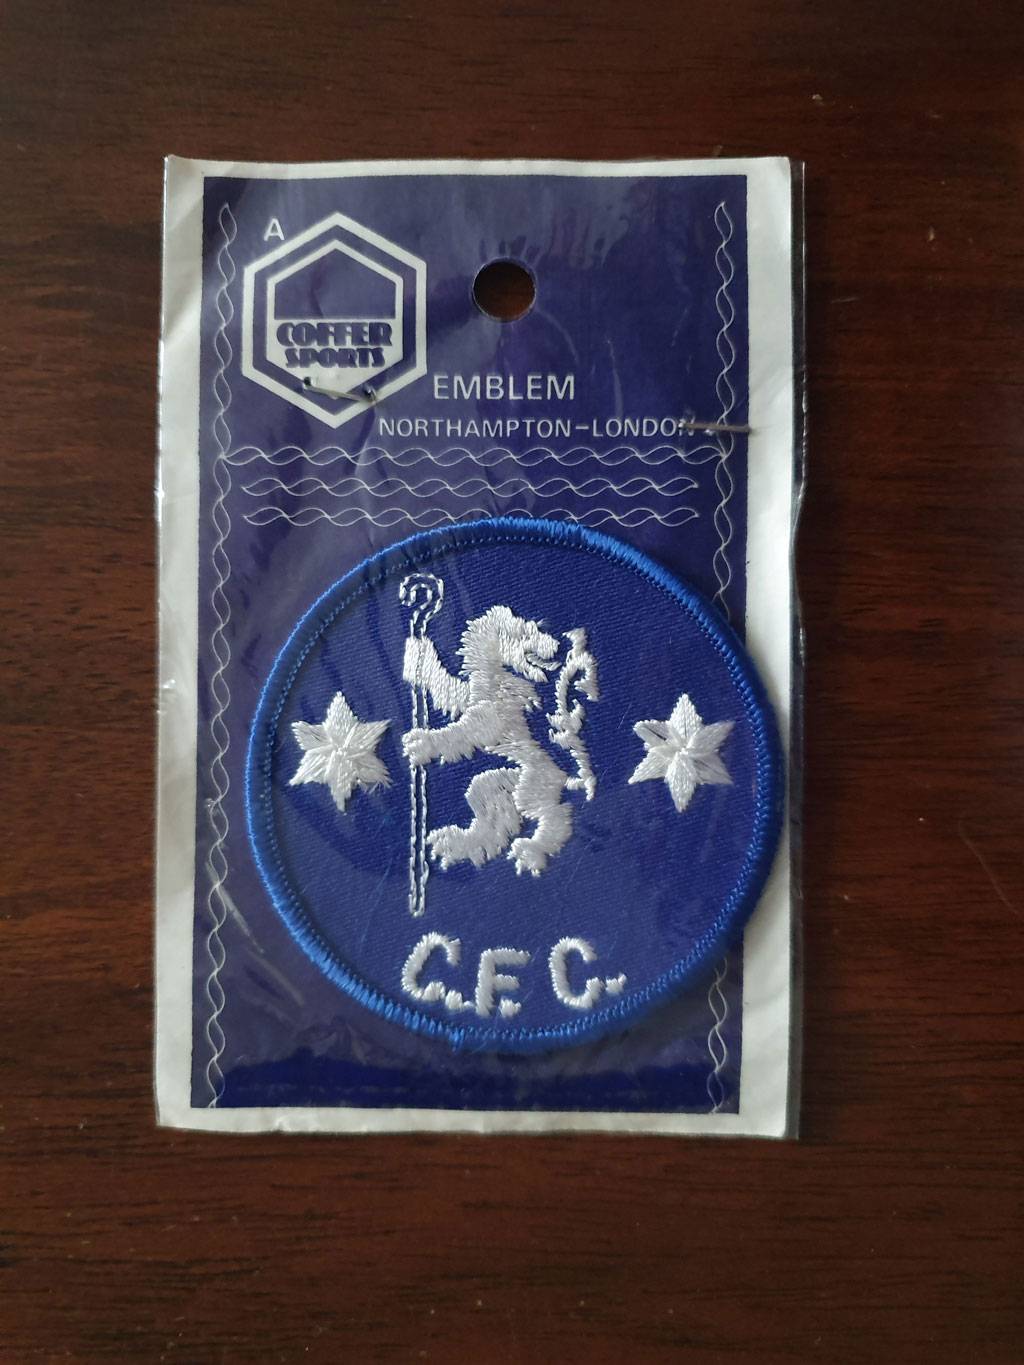 A
COFFER
SPORTS
EMBLEM
NORTHAMPTON-LONDON
C.F.C.